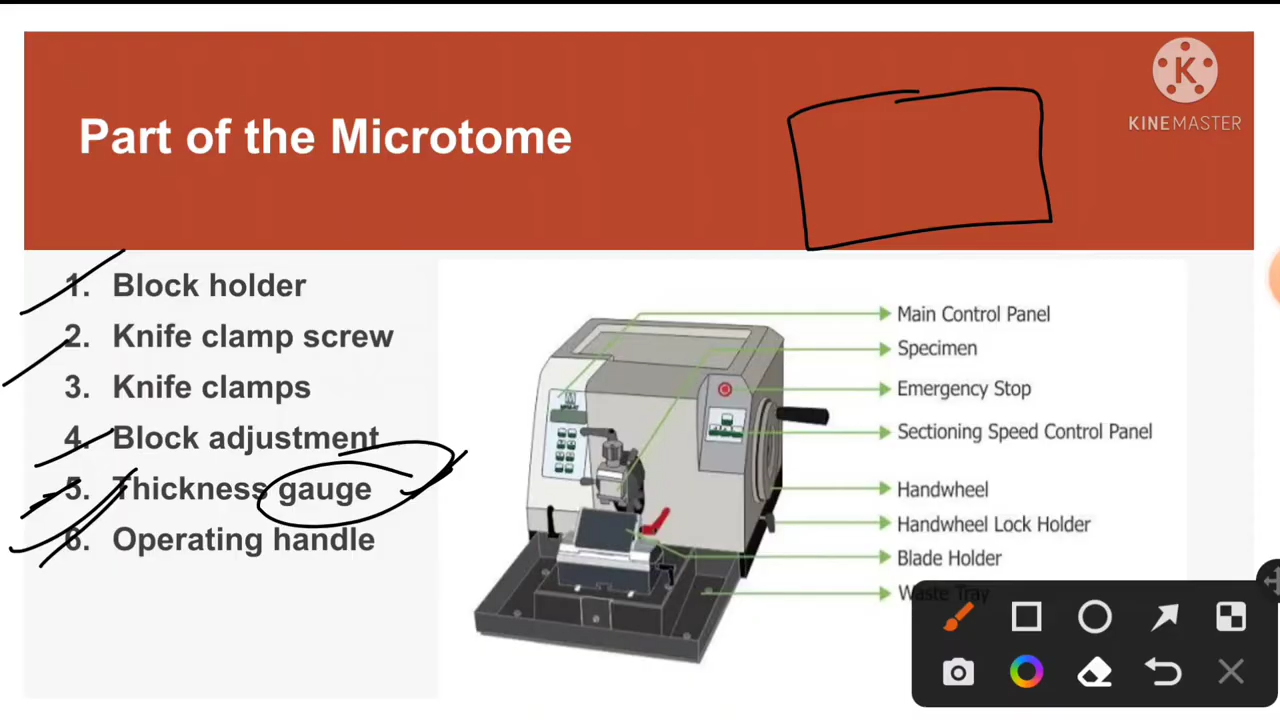 K
KINEMASTER
Part of the Microtome
1. Block holder
2. Knife clamp screw
3. Knife clamps
4. Block adjustment
5. Thickness gauge
6. Operating handle
Main Control Panel
Specimen
Emergency Stop
Sectioning Speed Control Panel
Handwheel
Handwheel Lock Holder
Blade Holder
Waste Tray